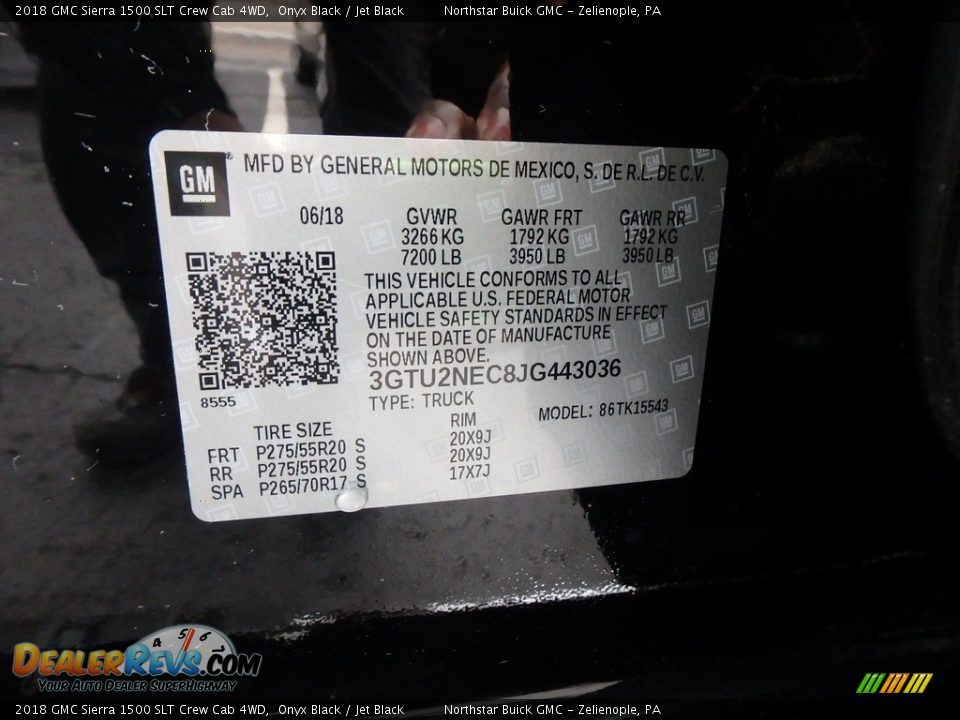 2018 GMC Sierra 1500 SLT Crew Cab 4WD, Onyx Black / Jet Black Northstar Buick GMC - Zelienople, PA
GM® MFD BY GENERAL MOTORS DE MEXICO, S. DE R.L. DE C.V.
06/18 GVWR GAWR FRT GAWR RR
3266 KG 1792 KG 1792 KG
7200 LB 3950 LB 3950 LB
THIS VEHICLE CONFORMS TO ALL
APPLICABLE U.S. FEDERAL MOTOR
VEHICLE SAFETY STANDARDS IN EFFECT
ON THE DATE OF MANUFACTURE
SHOWN ABOVE.
3GTU2NEC8JG443036
8555
TYPE: TRUCK MODEL: 86TK15543
TIRE SIZE RIM
FRT P275/55R20 S 20X9J
RR P275/55R20 S 20X9J
SPA P265/70R17 S 17X7J
4 5 6
DealerRevs.com
Your Auto Dealer SuperHighway
2018 GMC Sierra 1500 SLT Crew Cab 4WD, Onyx Black / Jet Black Northstar Buick GMC - Zelienople, PA